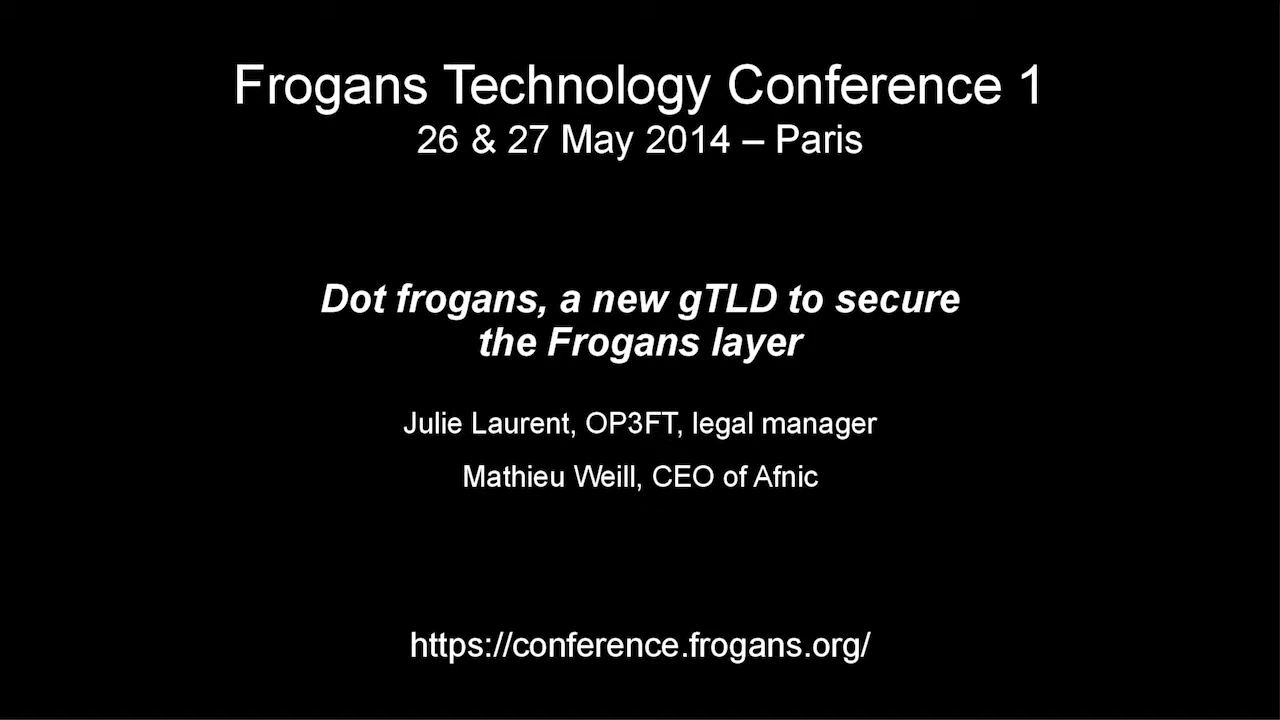 Frogans Technology Conference 1
26 & 27 May 2014 – Paris
Dot frogans, a new gTLD to secure
the Frogans layer
Julie Laurent, OP3FT, legal manager
Mathieu Weill, CEO of Afnic
https://conference.frogans.org/